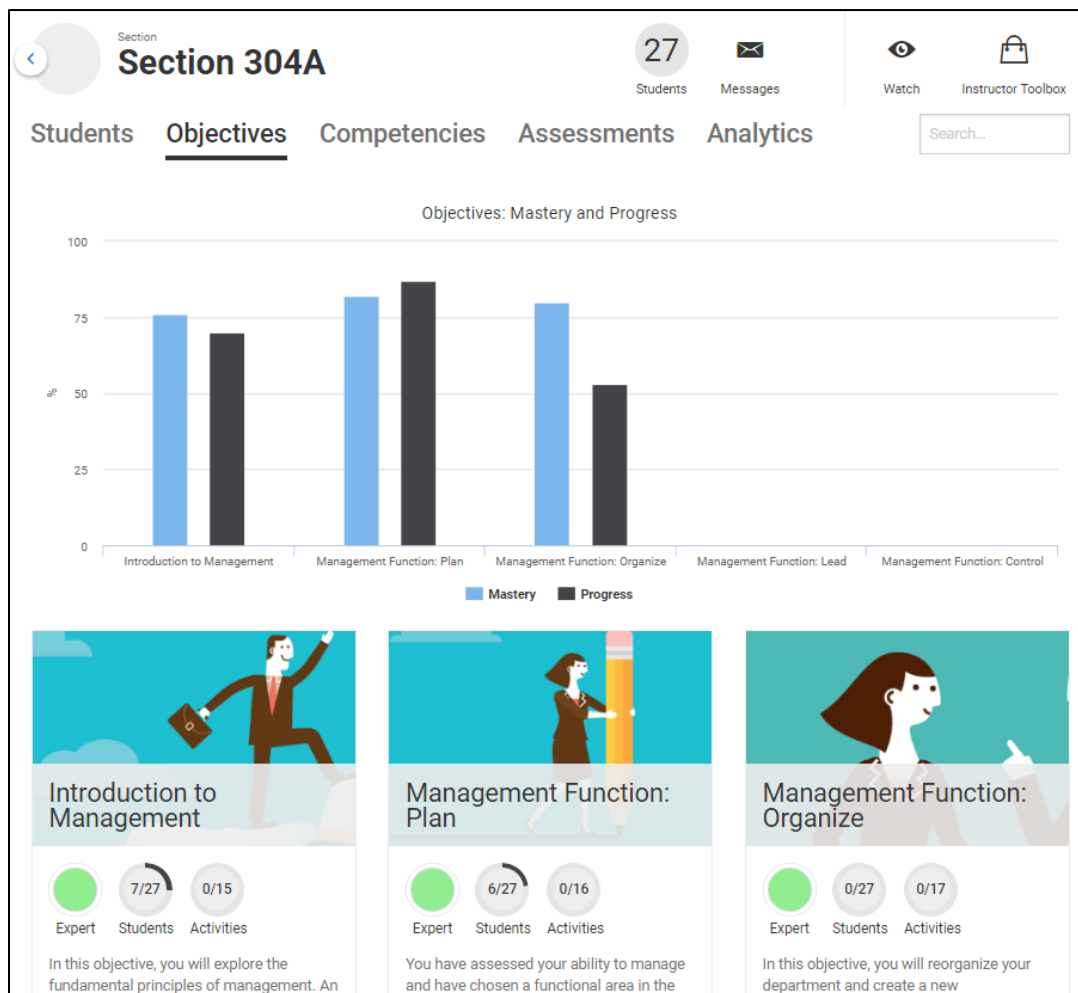 Section
Section 304A
27
Students
Messages
Watch
Instructor Toolbox
Students Objectives Competencies Assessments Analytics
Search...
Objectives: Mastery and Progress
100
75
50
25
0
%
Introduction to Management
Management Function: Plan
Management Function: Organize
Management Function: Lead
Management Function: Control
Mastery Progress
Introduction to
Management
7/27
0/15
Expert Students Activities
In this objective, you will explore the
fundamental principles of management. An
Management Function:
Plan
6/27
0/16
Expert Students Activities
You have assessed your ability to manage
and have chosen a functional area in the
Management Function:
Organize
0/27
0/17
Expert Students Activities
In this objective, you will reorganize your
department and create a new